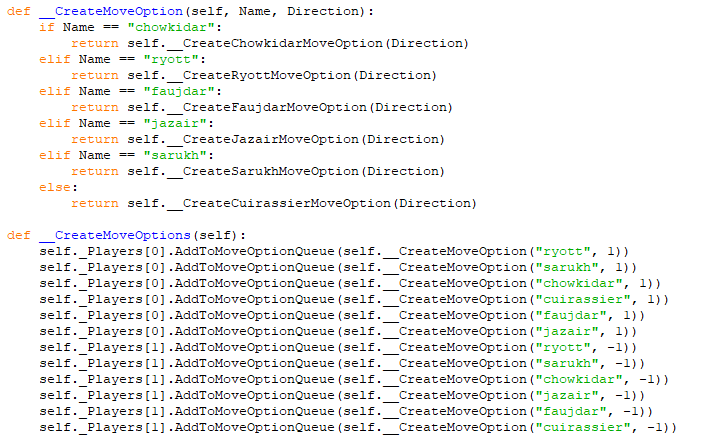 def __CreateMoveOption(self, Name, Direction):
    if Name == "chowkidar":
        return self.__CreateChowkidarMoveOption(Direction)
    elif Name == "ryott":
        return self.__CreateRyottMoveOption(Direction)
    elif Name == "faujdar":
        return self.__CreateFaujdarMoveOption(Direction)
    elif Name == "jazair":
        return self.__CreateJazairMoveOption(Direction)
    elif Name == "sarukh":
        return self.__CreateSarukhMoveOption(Direction)
    else:
        return self.__CreateCuirassierMoveOption(Direction)

def __CreateMoveOptions(self):
    self._Players[0].AddToMoveOptionQueue(self.__CreateMoveOption("ryott", 1))
    self._Players[0].AddToMoveOptionQueue(self.__CreateMoveOption("sarukh", 1))
    self._Players[0].AddToMoveOptionQueue(self.__CreateMoveOption("chowkidar", 1))
    self._Players[0].AddToMoveOptionQueue(self.__CreateMoveOption("cuirassier", 1))
    self._Players[0].AddToMoveOptionQueue(self.__CreateMoveOption("faujdar", 1))
    self._Players[0].AddToMoveOptionQueue(self.__CreateMoveOption("jazair", 1))
    self._Players[1].AddToMoveOptionQueue(self.__CreateMoveOption("ryott", -1))
    self._Players[1].AddToMoveOptionQueue(self.__CreateMoveOption("sarukh", -1))
    self._Players[1].AddToMoveOptionQueue(self.__CreateMoveOption("chowkidar", -1))
    self._Players[1].AddToMoveOptionQueue(self.__CreateMoveOption("jazair", -1))
    self._Players[1].AddToMoveOptionQueue(self.__CreateMoveOption("faujdar", -1))
    self._Players[1].AddToMoveOptionQueue(self.__CreateMoveOption("cuirassier", -1))